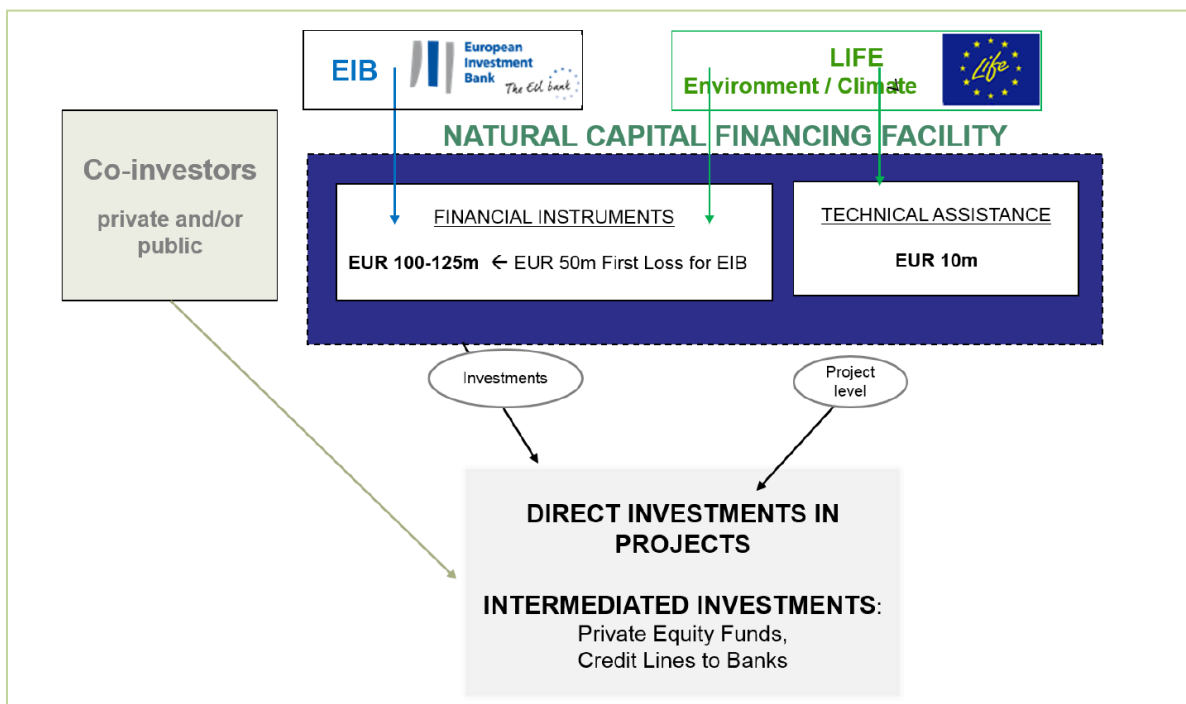 EIB
European
Investment
Bank
The EU bank
LIFE
Environment / Climate
Life
NATURAL CAPITAL FINANCING FACILITY
Co-investors
private and/or
public
FINANCIAL INSTRUMENTS
EUR 100-125m ← EUR 50m First Loss for EIB
TECHNICAL ASSISTANCE
EUR 10m
Investments
Project
level
DIRECT INVESTMENTS IN
PROJECTS
INTERMEDIATED INVESTMENTS:
Private Equity Funds,
Credit Lines to Banks